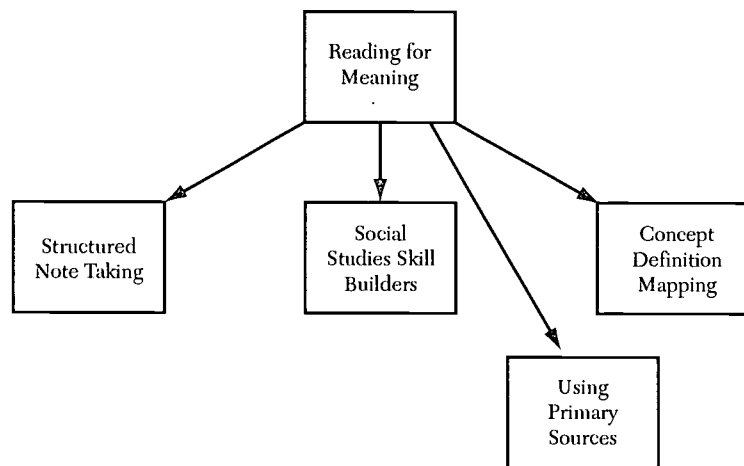 Reading for
Meaning
Structured
Note Taking
Social
Studies Skill
Builders
Concept
Definition
Mapping
Using
Primary
Sources